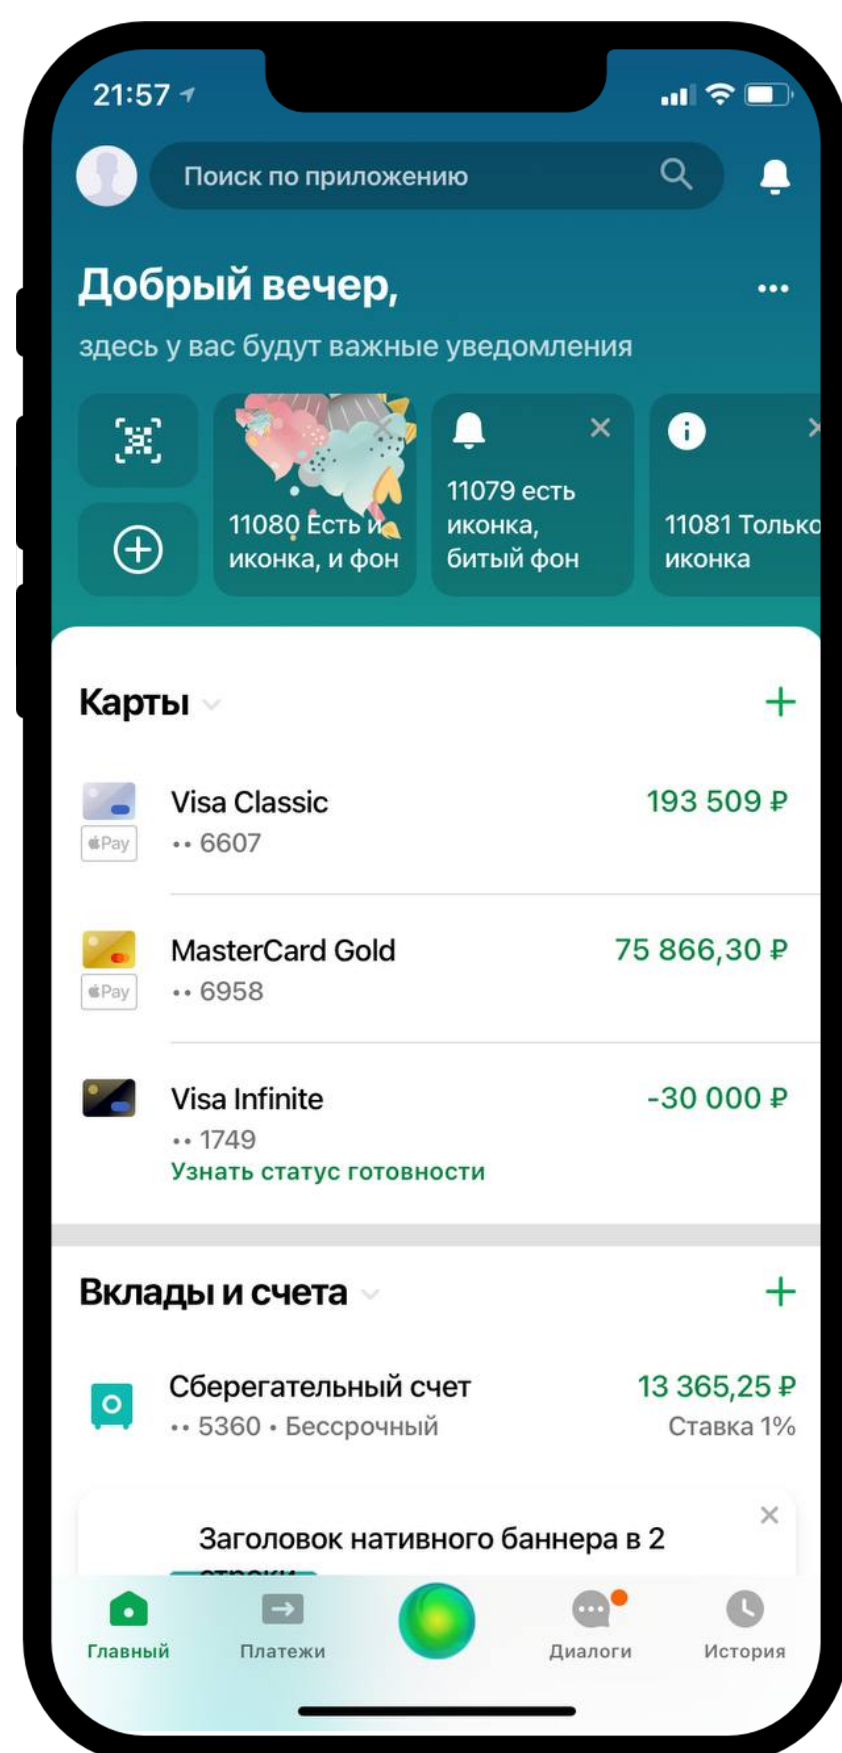 21:57
Поиск по приложению
Добрый вечер,
здесь у вас будут важные уведомления
11080 Есть и
иконка, и фон
11079 есть
иконка,
битый фон
11081 Только
иконка
Карты
Visa Classic
193 509 ₽
Pay
•• 6607
MasterCard Gold
75 866,30 ₽
Pay
•• 6958
Visa Infinite
-30 000 ₽
•• 1749
Узнать статус готовности
Вклады и счета
Сберегательный счет
13 365,25 ₽
•• 5360 • Бессрочный
Ставка 1%
Заголовок нативного баннера в 2
строки
Главный
Платежи
Диалоги
История